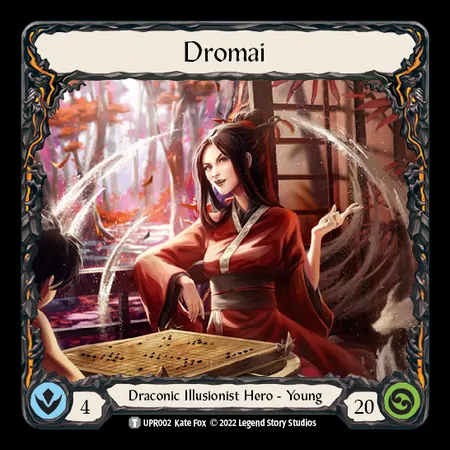 Dromai
Draconic Illusionist Hero - Young
4
20
T UPR002 Kate Fox © 2022 Legend Story Studios